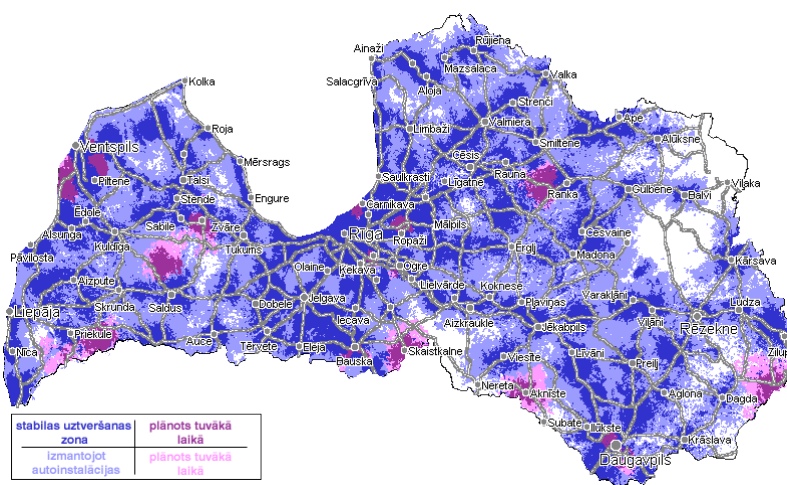 Rūjiena
Ainaži
Mazsalaca
Valka
Kolka
Salacgrīva
Aloja
Strenči
Ape
Roja
Limbaži
Valmiera
Alūksne
Ventspils
Smiltene
Cēsis
Mērsrags
Rauna
Piltene
Talsi
Saulkrasti
Līgatne
Ranka
Gulbene
Balvi
Viļaka
Stende
Engure
Carnikava
Ēdole
Sabile
Zvāre
Mālpils
Alsunga
Rīga
Ropaži
Cesvaine
Kuldīga
Tukums
Ērgļi
Madona
Pāvilosta
Kārsava
Olaine
Ķekava
Ogre
Aizpute
Lielvārde
Koknese
Skrunda
Saldus
Dobele
Jelgava
Pļaviņas
Varakļāni
Ludza
Liepāja
Iecava
Aizkraukle
Viļāni
Rēzekne
Priekule
Auce
Tērvete
Eleja
Jēkabpils
Nīca
Bauska
Skaistkalne
Viesīte
Līvāni
Preiļi
Zilup
Nereta
Akniste
Aglona
Dagda
Subate
Ilūkste
Krāslava
Daugavpils
stabilas uztveršanas
zona
plānots tuvākā
laikā
izmantojot
autoinstalācijas
plānots tuvākā
laikā